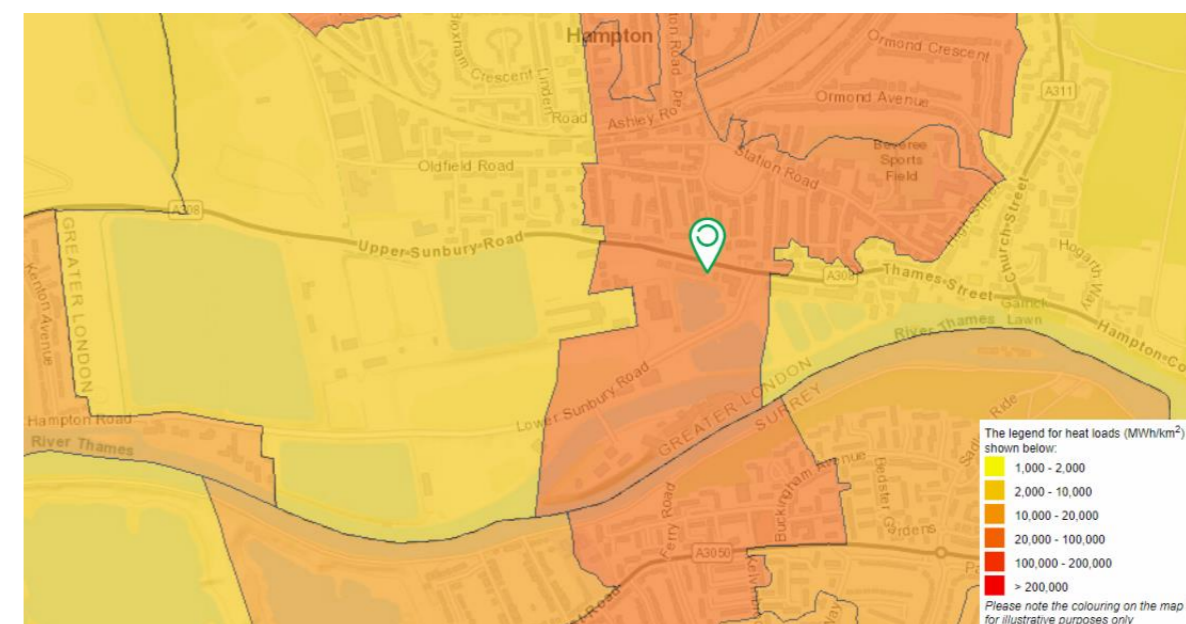 Hampton
Ormond Crescent
Crescent
Linden
Ormond Avenue
A311
Road
Ashley Ro
Station Road
Beveree
Sports
Field
Oldfield Road
High Street
Church Street
Hogarth Way
A308
Upper Sunbury Road
GREATER LONDON
Kenton Avenue
A308
Thames Street
Garrick
Lawn
River Thames
Hampton Co
Lower Sunbury Road
GREATER LONDON
SURREY
Hampton Road
River Thames
Ferry Road
Buckingham Avenue
A3050
Road
Way
The legend for heat loads (MWh/km²)
shown below:
1,000 - 2,000
2,000 - 10,000
10,000 - 20,000
20,000 - 100,000
100,000 - 200,000
> 200,000
Please note the colouring on the map
for illustrative purposes only